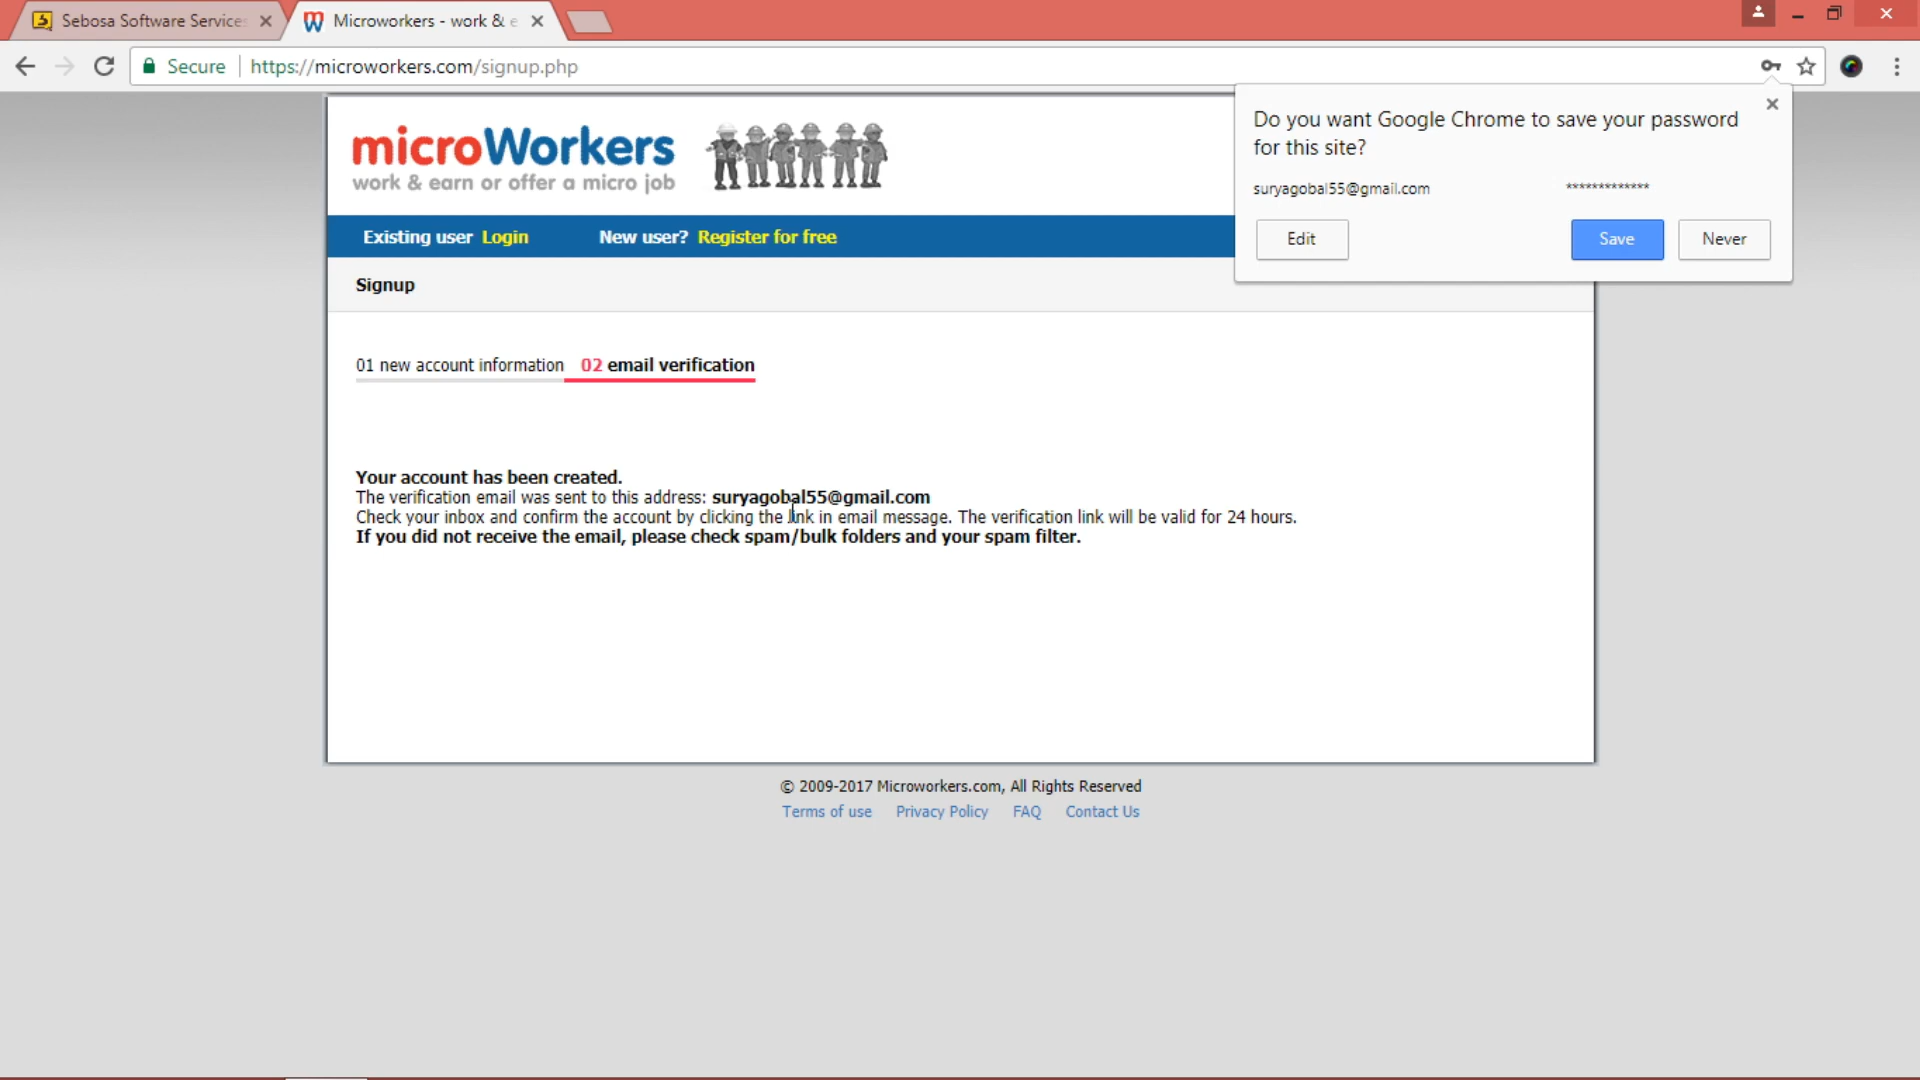 Sebosa Software Services
Microworkers - work & e
Secure
https://microworkers.com/signup.php
Do you want Google Chrome to save your password
for this site?
suryagobal55@gmail.com *************
Edit
Save
Never
microWorkers
work & earn or offer a micro job
Existing user Login
New user? Register for free
Signup
01 new account information 02 email verification
Your account has been created.
The verification email was sent to this address: suryagobal55@gmail.com
Check your inbox and confirm the account by clicking the link in email message. The verification link will be valid for 24 hours.
If you did not receive the email, please check spam/bulk folders and your spam filter.
© 2009-2017 Microworkers.com, All Rights Reserved
Terms of use Privacy Policy FAQ Contact Us